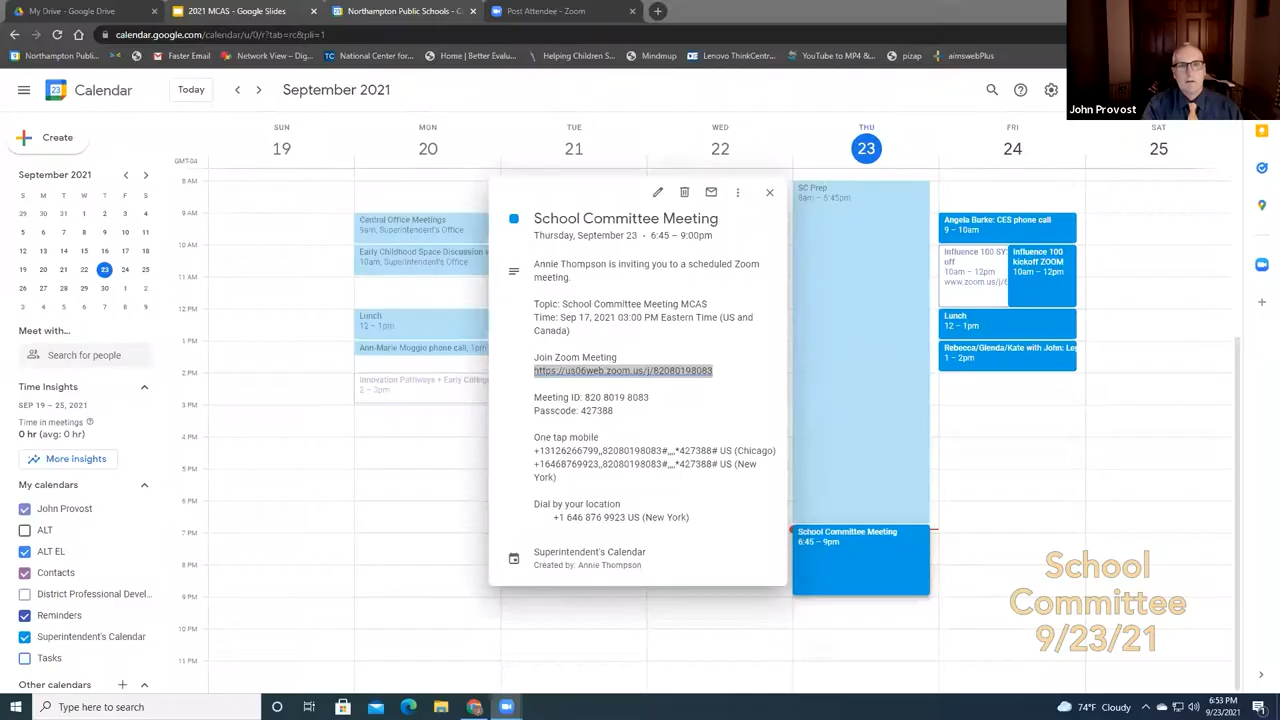 My Drive - Google Drive
2021 MCAS - Google Slides
Northampton Public Schools - C
Post Attendee - Zoom
calendar.google.com/calendar/u/0/r?tab=rc&pli=1
Northampton Publi...
Faster Email
Network View – Dig...
National Center for...
Home | Better Evalu...
Helping Children S...
Mindmup
Lenovo ThinkCentr...
YouTube to MP4 &...
pizap
aimswebPlus
John Provost
Calendar
Today
September 2021
Create
SUN
19
MON
20
TUE
21
WED
22
THU
23
FRI
24
SAT
25
GMT-04
September 2021
S M T W T F S
29 30 31 1 2 3 4
5 6 7 8 9 10 11
12 13 14 15 16 17 18
19 20 21 22 23 24 25
26 27 28 29 30 1 2
3 4 5 6 7 8 9
Meet with...
Search for people
Time Insights
SEP 19 – 25, 2021
Time in meetings
0 hr (avg: 0 hr)
More insights
My calendars
John Provost
ALT
ALT EL
Contacts
District Professional Devel...
Reminders
Superintendent's Calendar
Tasks
Other calendars
8 AM
9 AM
10 AM
11 AM
12 PM
1 PM
2 PM
3 PM
4 PM
5 PM
6 PM
7 PM
8 PM
9 PM
10 PM
11 PM
Central Office Meetings
9am, Superintendent's Office
Early Childhood Space Discussion
10am, Superintendent's Office
Lunch
12 – 1pm
Ann-Marie Moggio phone call, 1pm
Innovation Pathways + Early Colleg
2 – 3pm
School Committee Meeting
Thursday, September 23 · 6:45 – 9:00pm
Annie Thompson is inviting you to a scheduled Zoom
meeting.
Topic: School Committee Meeting MCAS
Time: Sep 17, 2021 03:00 PM Eastern Time (US and
Canada)
Join Zoom Meeting
https://us06web.zoom.us/j/82080198083
Meeting ID: 820 8019 8083
Passcode: 427388
One tap mobile
+13126266799,,82080198083#,,,,*427388# US (Chicago)
+16468769923,,82080198083#,,,,*427388# US (New
York)
Dial by your location
+1 646 876 9923 US (New York)
Superintendent's Calendar
Created by: Annie Thompson
SC Prep
8am – 6:45pm
School Committee Meeting
6:45 – 9pm
Angela Burke: CES phone call
9 – 10am
Influence 100 SY
off
10am – 12pm
www.zoom.us/j/6
Influence 100
kickoff ZOOM
10am – 12pm
Lunch
12 – 1pm
Rebecca/Glenda/Kate with John: Le
1 – 2pm
School
Committee
9/23/21
Type here to search
74°F Cloudy
6:53 PM
9/23/2021